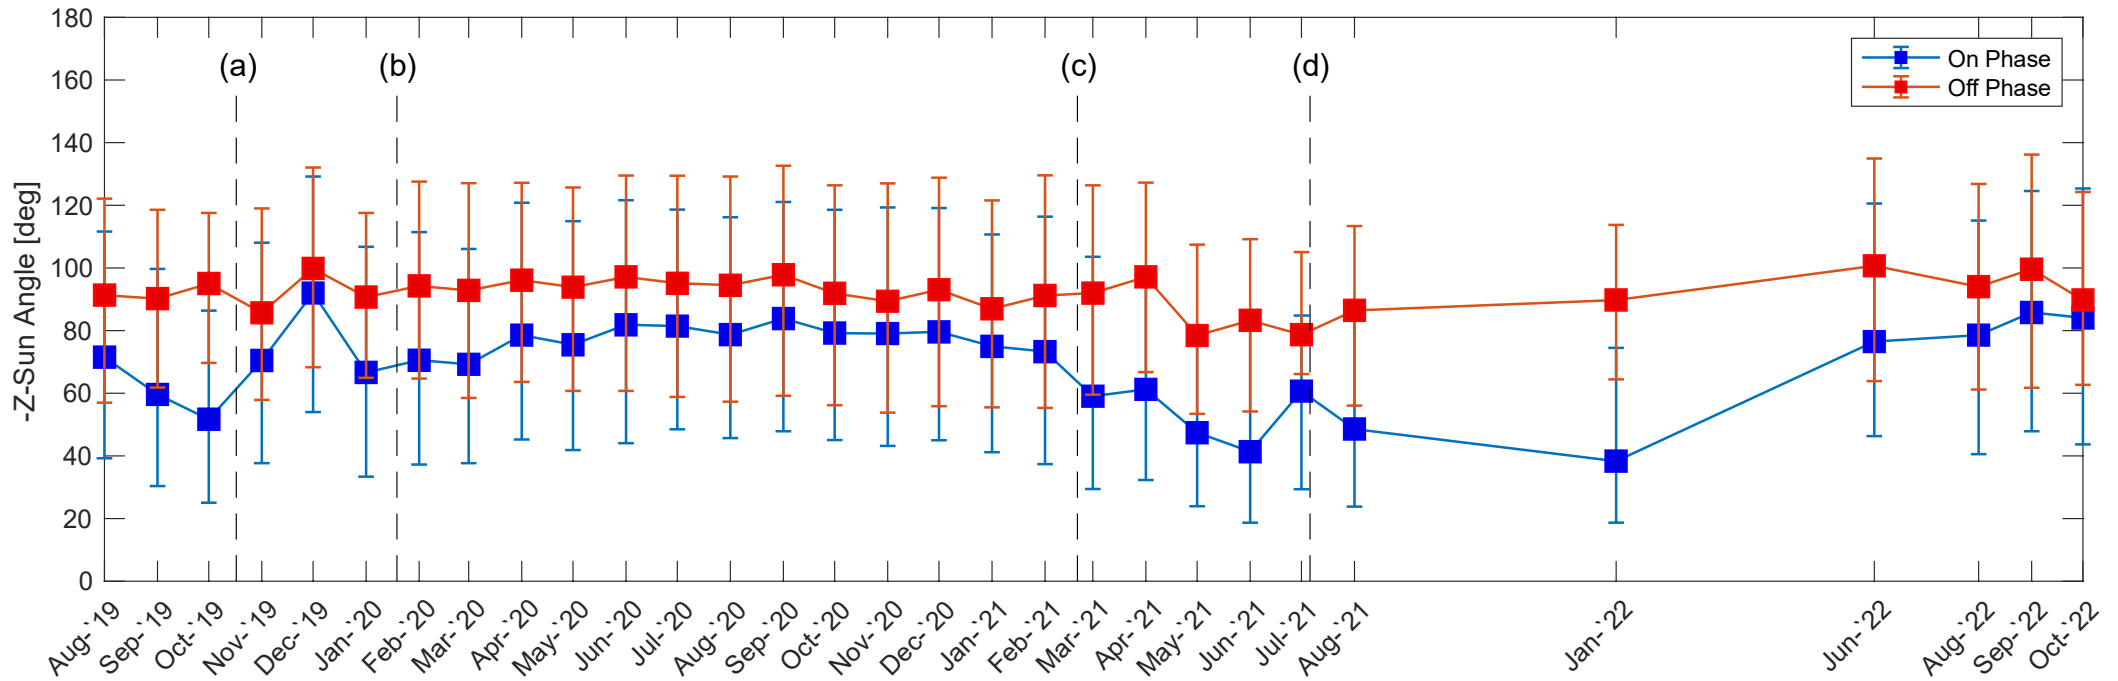 180
160
140
120
100
80
60
40
20
0
-Z-Sun Angle [deg]
(a)
(b)
(c)
(d)
On Phase
Off Phase
Aug-`19
Sep-`19
Oct-`19
Nov-`19
Dec-`19
Jan-`20
Feb-`20
Mar-`20
Apr-`20
May-`20
Jun-`20
Jul-`20
Aug-`20
Sep-`20
Oct-`20
Nov-`20
Dec-`20
Jan-`21
Feb-`21
Mar-`21
Apr-`21
May-`21
Jun-`21
Jul-`21
Aug-`21
Jan-`22
Jun-`22
Aug-`22
Sep-`22
Oct-`22